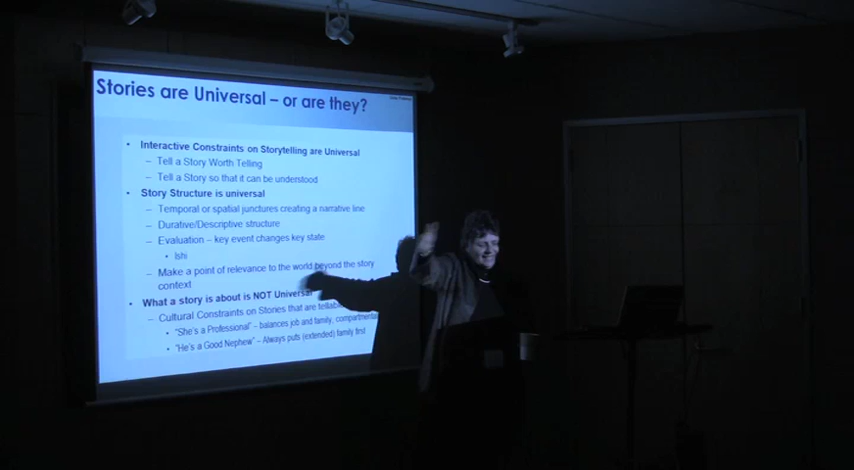 Stories are Universal – or are they?
• Interactive Constraints on Storytelling are Universal
– Tell a Story Worth Telling
– Tell a Story so that it can be understood
• Story Structure is universal
– Temporal or spatial junctures creating a narrative line
– Durative/Descriptive structure
– Evaluation – key event changes key state
• Ishi
– Make a point of relevance to the world beyond the story
context
• What a story is about is NOT Universal
– Cultural Constraints on Stories that are
• "She's a Professional" – balances job and family,
• "He's a Good Nephew" – Always puts (extended) family first